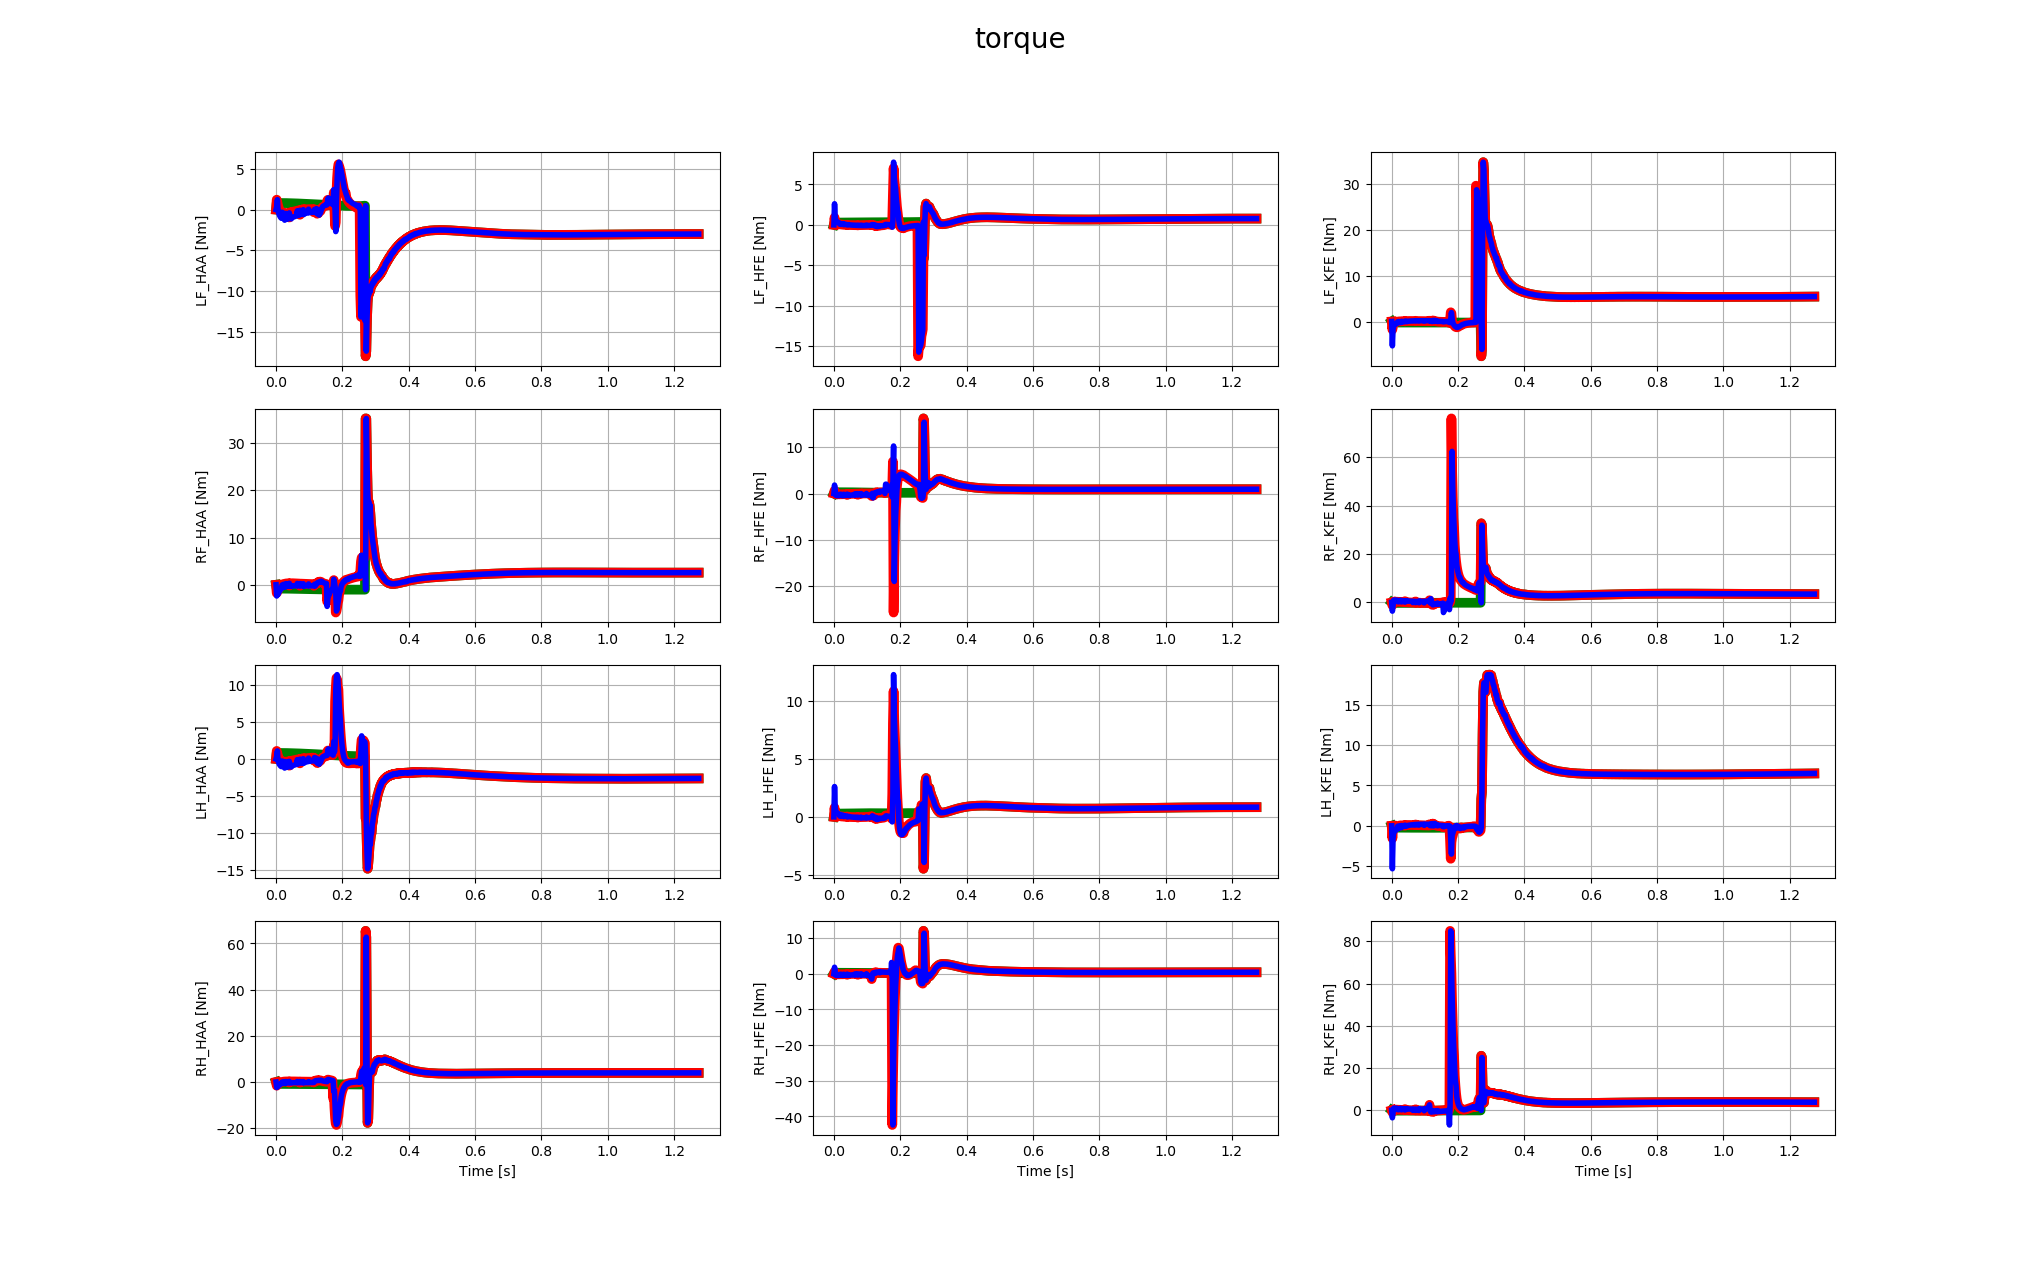 torque
LF_HAA [Nm]
5
0
−5
−10
−15
0.0 0.2 0.4 0.6 0.8 1.0 1.2
LF_HFE [Nm]
5
0
−5
−10
−15
0.0 0.2 0.4 0.6 0.8 1.0 1.2
LF_KFE [Nm]
30
20
10
0
0.0 0.2 0.4 0.6 0.8 1.0 1.2
RF_HAA [Nm]
30
20
10
0
0.0 0.2 0.4 0.6 0.8 1.0 1.2
RF_HFE [Nm]
10
0
−10
−20
0.0 0.2 0.4 0.6 0.8 1.0 1.2
RF_KFE [Nm]
60
40
20
0
0.0 0.2 0.4 0.6 0.8 1.0 1.2
LH_HAA [Nm]
10
5
0
−5
−10
−15
0.0 0.2 0.4 0.6 0.8 1.0 1.2
LH_HFE [Nm]
10
5
0
−5
0.0 0.2 0.4 0.6 0.8 1.0 1.2
LH_KFE [Nm]
15
10
5
0
−5
0.0 0.2 0.4 0.6 0.8 1.0 1.2
RH_HAA [Nm]
60
40
20
0
−20
0.0 0.2 0.4 0.6 0.8 1.0 1.2
Time [s]
RH_HFE [Nm]
10
0
−10
−20
−30
−40
0.0 0.2 0.4 0.6 0.8 1.0 1.2
Time [s]
RH_KFE [Nm]
80
60
40
20
0
0.0 0.2 0.4 0.6 0.8 1.0 1.2
Time [s]